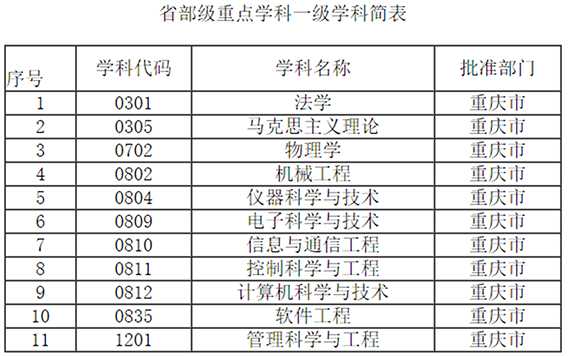 省部级重点学科一级学科简表
序号 学科代码 学科名称 批准部门
1 0301 法学 重庆市
2 0305 马克思主义理论 重庆市
3 0702 物理学 重庆市
4 0802 机械工程 重庆市
5 0804 仪器科学与技术 重庆市
6 0809 电子科学与技术 重庆市
7 0810 信息与通信工程 重庆市
8 0811 控制科学与工程 重庆市
9 0812 计算机科学与技术 重庆市
10 0835 软件工程 重庆市
11 1201 管理科学与工程 重庆市